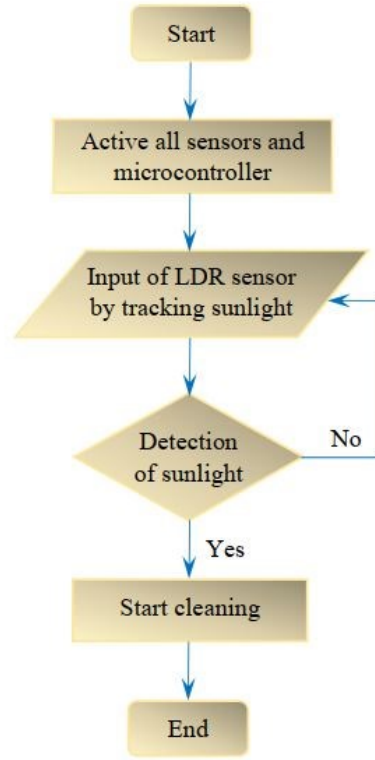 Start
Active all sensors and
microcontroller
Input of LDR sensor
by tracking sunlight
Detection
of sunlight
No
Yes
Start cleaning
End